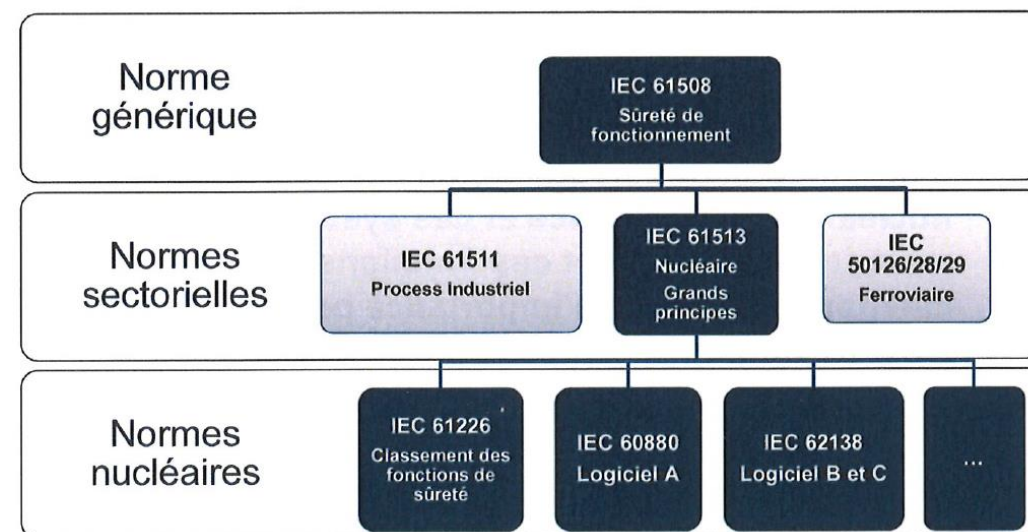 Norme
générique
IEC 61508
Sûreté de
fonctionnement
Normes
sectorielles
IEC 61511
Process Industriel
IEC 61513
Nucléaire
Grands
principes
IEC
50126/28/29
Ferroviaire
Normes
nucléaires
IEC 61226
Classement des
fonctions de
sûreté
IEC 60880
Logiciel A
IEC 62138
Logiciel B et C
...